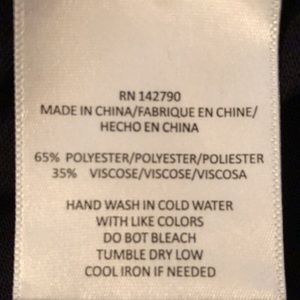 RN 142790
MADE IN CHINA/FABRIQUE EN CHINE/
HECHO EN CHINA
65% POLYESTER/POLYESTER/POLIESTER
35% VISCOSE/VISCOSE/VISCOSA
HAND WASH IN COLD WATER
WITH LIKE COLORS
DO BOT BLEACH
TUMBLE DRY LOW
COOL IRON IF NEEDED